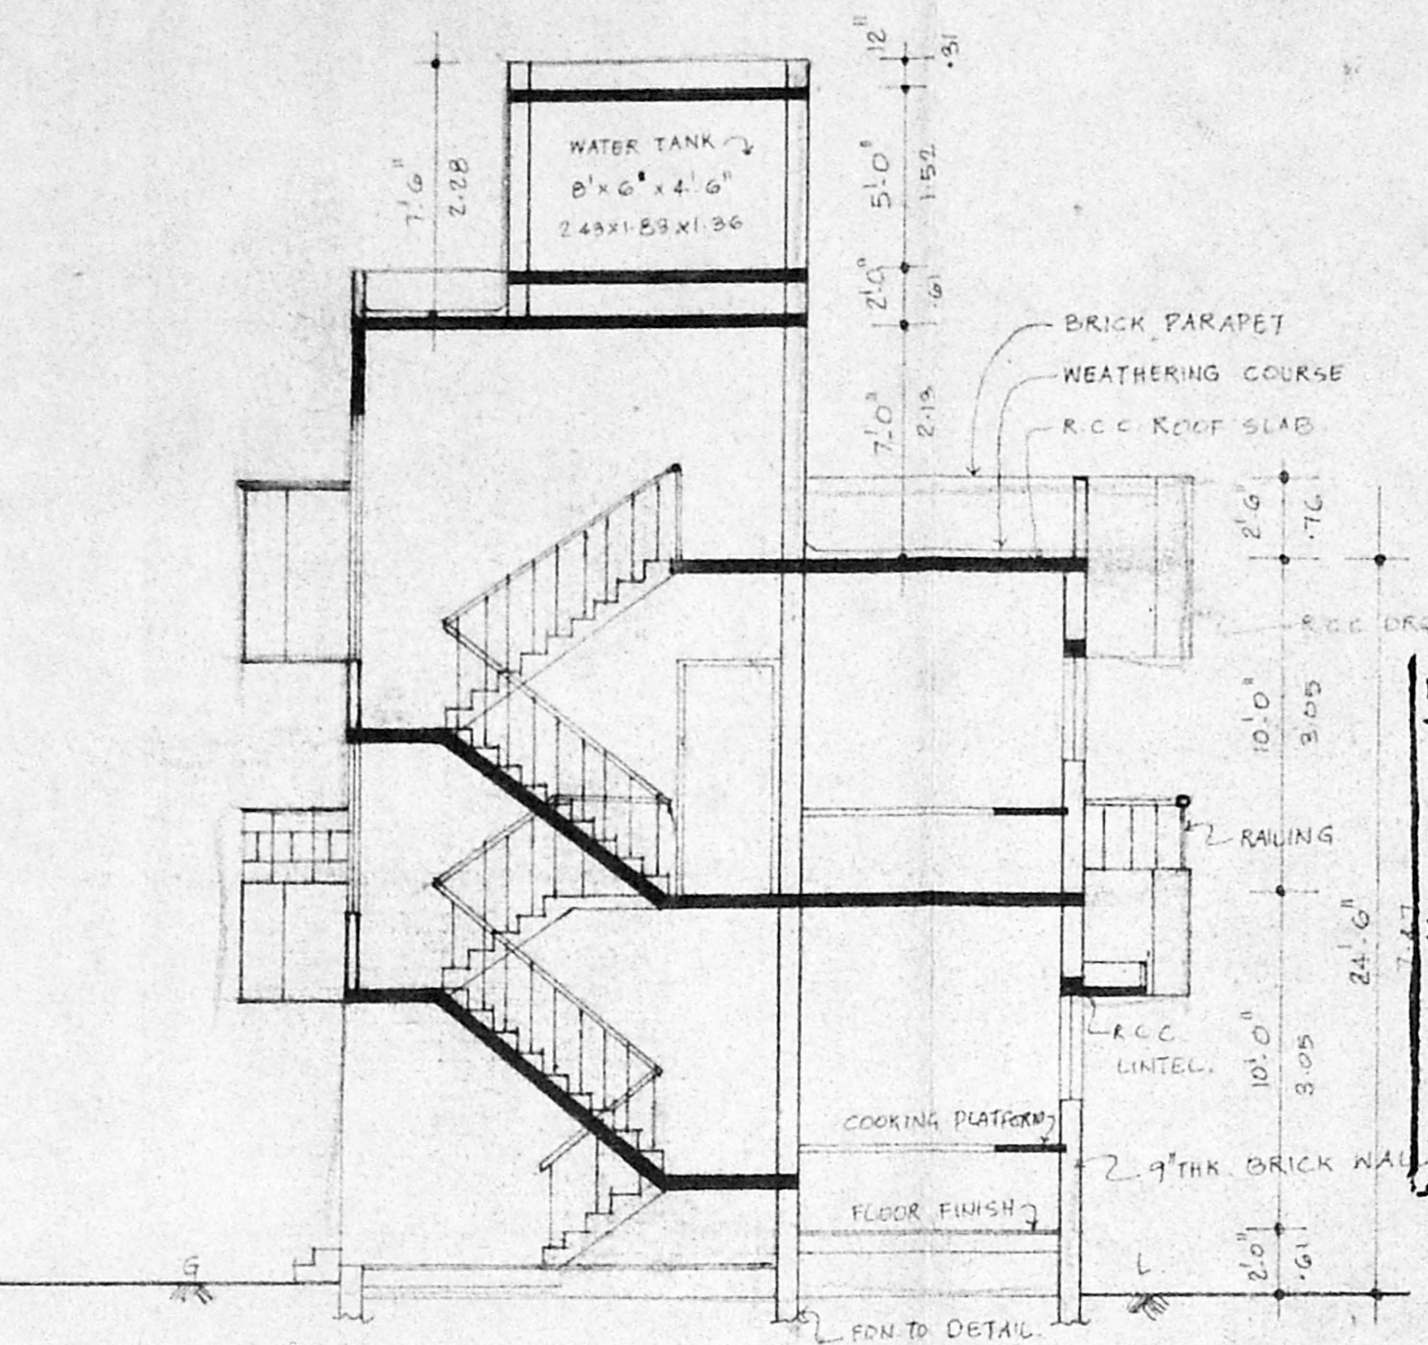 12"
.31
WATER TANK
8' x 6' x 4'.6"
2.43x1.83x1.36
7'.6"
2.28
5'.0"
1.52
2'.0"
.61
7'.0"
2.13
BRICK PARAPET
WEATHERING COURSE
R.C.C. ROOF SLAB
2'.6"
.76
R.C.C
10'.0"
3.05
RAILING
24'.6"
R.C.C.
LINTEL.
10'.0"
3.05
COOKING PLATFORM
9"THK. BRICK
FLOOR FINISH
2'.0"
.61
G
L.
FDN. TO DETAIL.